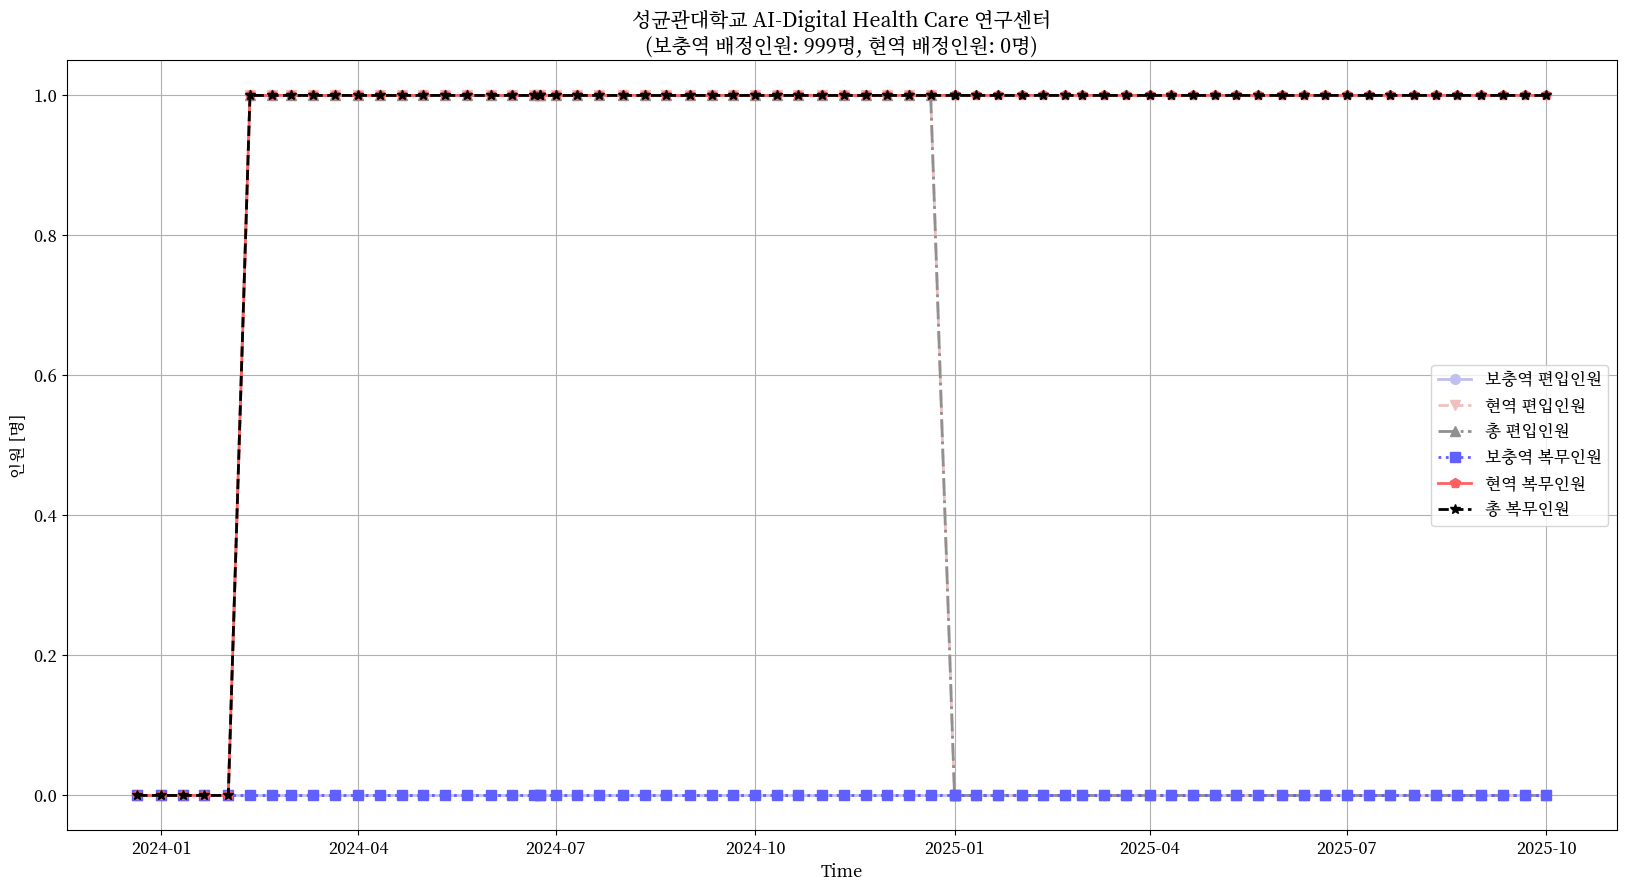 성균관대학교 AI-Digital Health Care 연구센터
(보충역 배정인원: 999명, 현역 배정인원: 0명)
인원 [명]
1.0
0.8
0.6
0.4
0.2
0.0
보충역 편입인원
현역 편입인원
총 편입인원
보충역 복무인원
현역 복무인원
총 복무인원
2024-01
2024-04
2024-07
2024-10
2025-01
2025-04
2025-07
2025-10
Time